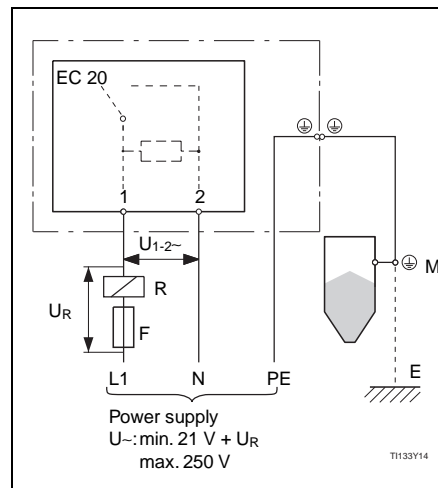 EC 20
1
2
U1-2~
UR
R
F
M
L1
N
PE
E
Power supply
U~: min. 21 V + UR
max. 250 V
TI133Y14